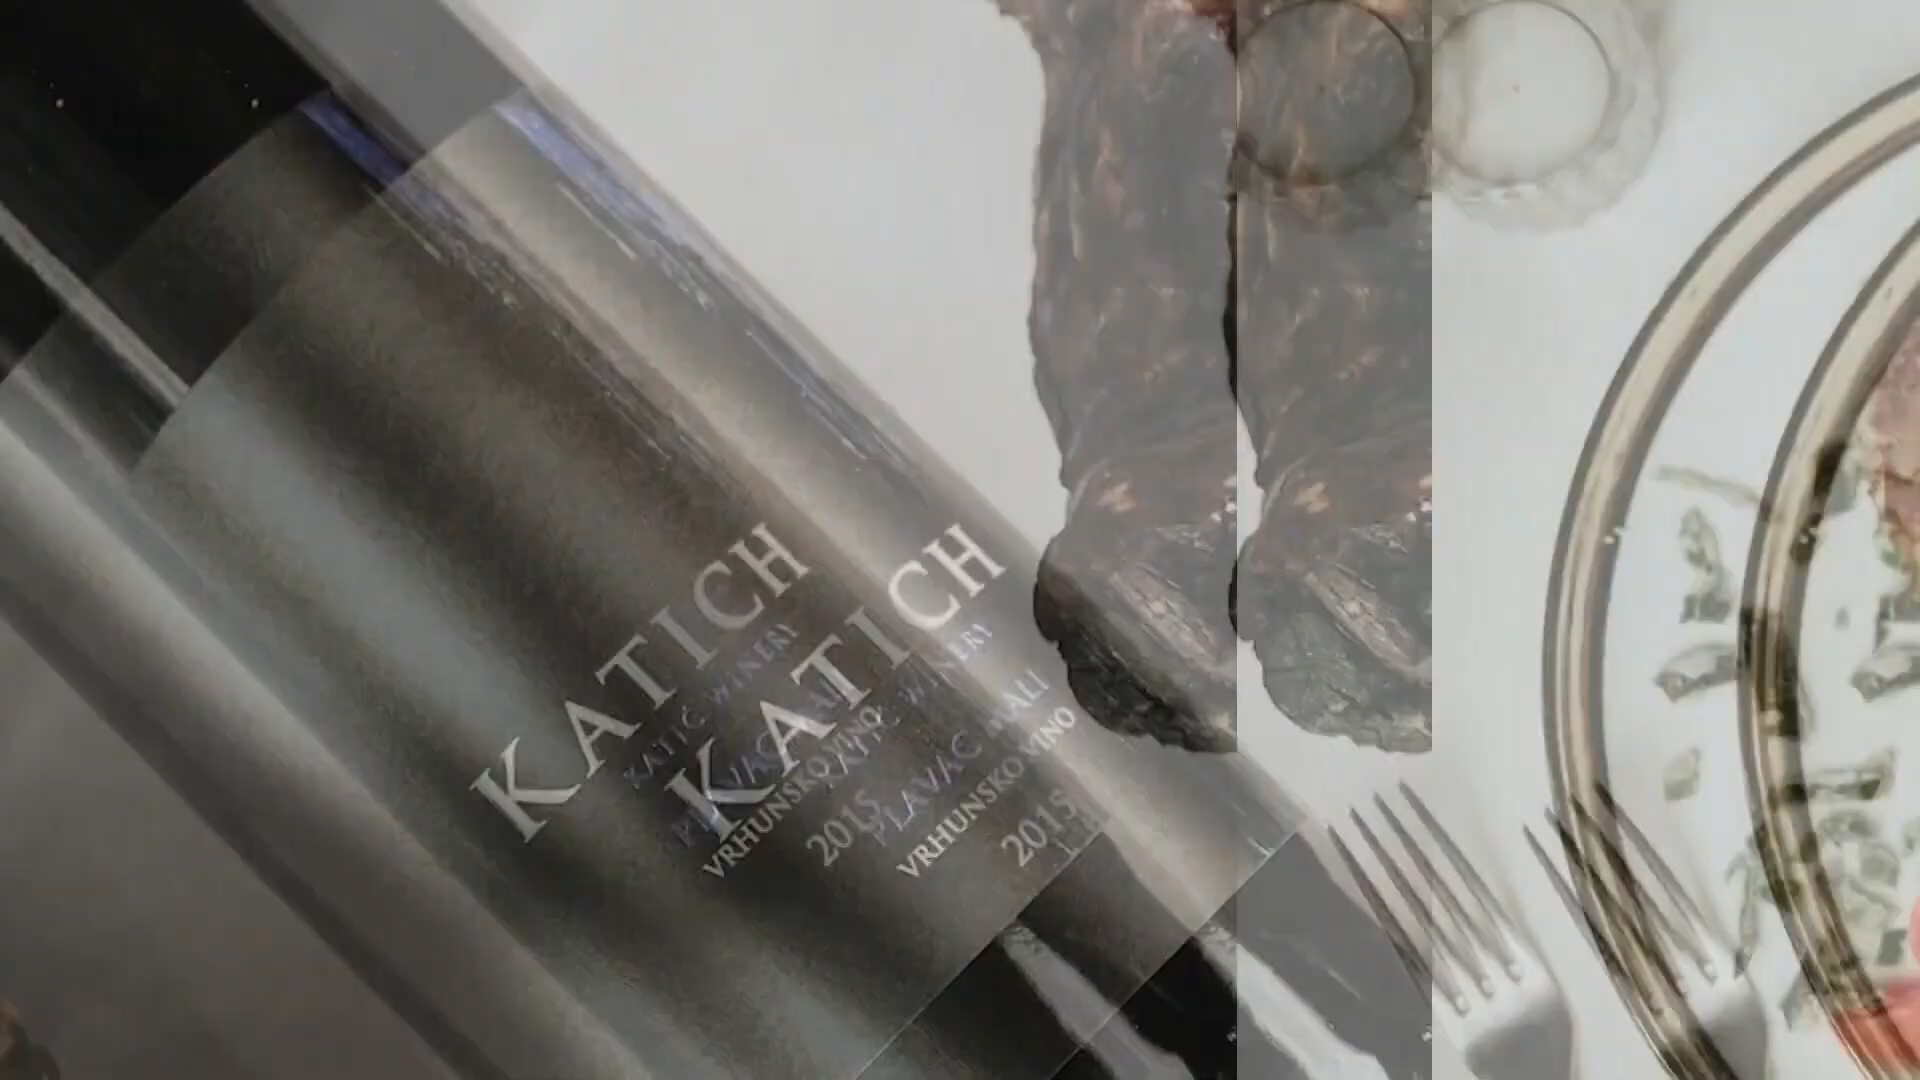 KATICH
KATIĆ WINERY
PLAVAC MALI
VRHUNSKO VINO
2015
KATICH
KATIĆ WINERY
PLAVAC MALI
VRHUNSKO VINO
2015